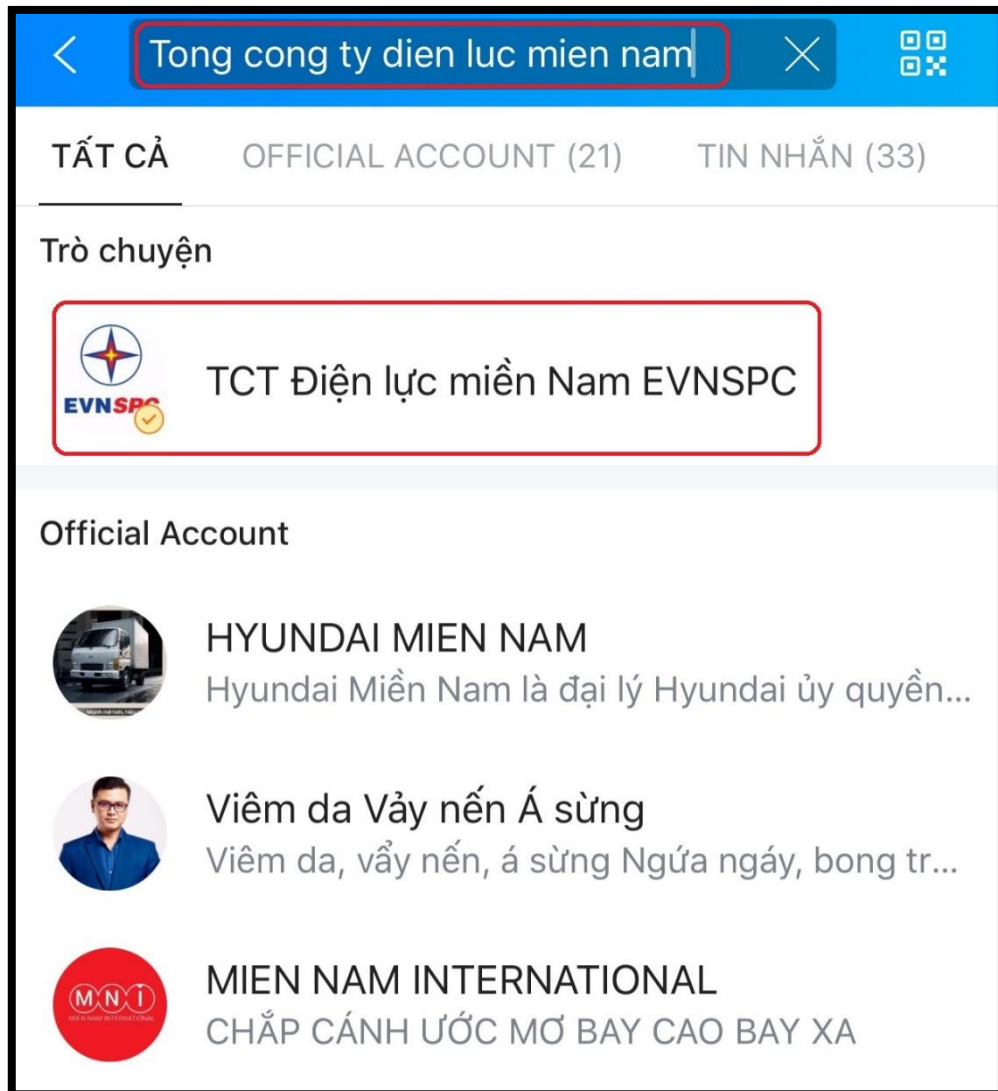 Tong cong ty dien luc mien nam
TẤT CẢ OFFICIAL ACCOUNT (21) TIN NHẮN (33)
Trò chuyện
EVNSPC
TCT Điện lực miền Nam EVNSPC
Official Account
HYUNDAI MIEN NAM
Hyundai Miền Nam là đại lý Hyundai ủy quyền...
Viêm da Vảy nến Á sừng
Viêm da, vẩy nến, á sừng Ngứa ngáy, bong tr...
MNI
MIEN NAM INTERNATIONAL
MIEN NAM INTERNATIONAL
CHẮP CÁNH ƯỚC MƠ BAY CAO BAY XA